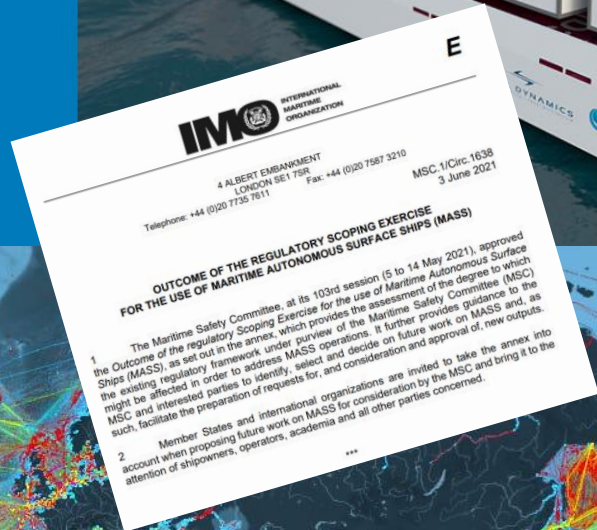 DYNAMICS
E
IMO
INTERNATIONAL
MARITIME
ORGANIZATION
4 ALBERT EMBANKMENT
LONDON SE1 7SR
Telephone: +44 (0)20 7735 7611 Fax: +44 (0)20 7587 3210
MSC.1/Circ.1638
3 June 2021
OUTCOME OF THE REGULATORY SCOPING EXERCISE
FOR THE USE OF MARITIME AUTONOMOUS SURFACE SHIPS (MASS)
1 The Maritime Safety Committee, at its 103rd session (5 to 14 May 2021), approved
the Outcome of the regulatory Scoping Exercise for the use of Maritime Autonomous Surface
Ships (MASS), as set out in the annex, which provides the assessment of the degree to which
the existing regulatory framework under purview of the Maritime Safety Committee (MSC)
might be affected in order to address MASS operations. It further provides guidance to the
MSC and interested parties to identify, select and decide on future work on MASS and, as
such, facilitate the preparation of requests for, and consideration and approval of, new outputs.
2 Member States and international organizations are invited to take the annex into
account when proposing future work on MASS for consideration by the MSC and bring it to the
attention of shipowners, operators, academia and all other parties concerned.
***